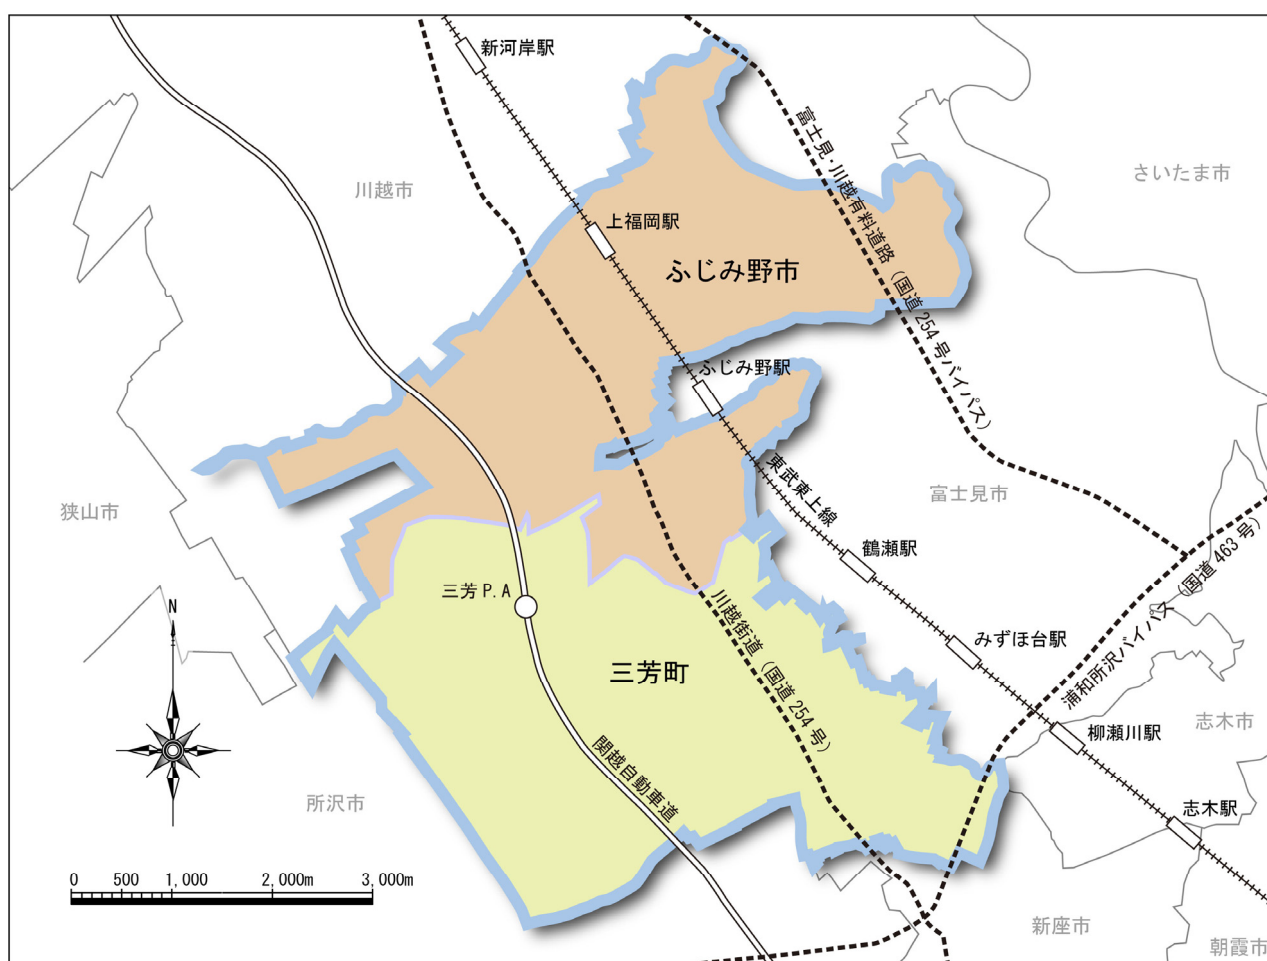 新河岸駅
富士見・川越有料道路(国道254号バイパス)
さいたま市
川越市
上福岡駅
ふじみ野市
ふじみ野駅
東武東上線
富士見市
狭山市
鶴瀬駅
浦和所沢バイパス(国道463号)
三芳P.A
川越街道(国道254号)
N
みずほ台駅
三芳町
柳瀬川駅
志木市
関越自動車道
所沢市
志木駅
0 500 1,000 2,000m 3,000m
新座市
朝霞市